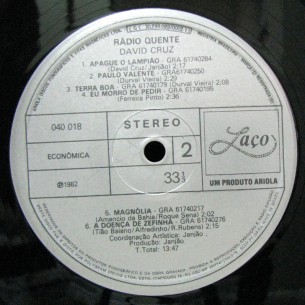 RÁDIO QUENTE
DAVID CRUZ
1. APAGUE O LAMPIÃO - GRA 61740284
(David Cruz/Janjão) 2:17
2. PAULO VALENTE - GRA61740250
(Durval Vieira) 2:29
3. TERRA BOA - GRA 61740179 (Durval Vieira) 2:08
4. EU MORRO DE PEDIR - GRA 61740195
(Ferreira Pinto) 2:36
040 018
STEREO
Laço
ECONÔMICA
2
℗1982
33⅓
UM PRODUTO ARIOLA
5. MAGNÓLIA - GRA 61740217
(Amancio da Bahia/Roque Sena) 2:02
6. A DOENÇA DE ZEFINHA - GRA 61740276
(Tão Baiano/Alfredinho/R.Rubens) 2:15
Coordenação Artística: Janjão
Produção: Janjão
T. Total: 13:47